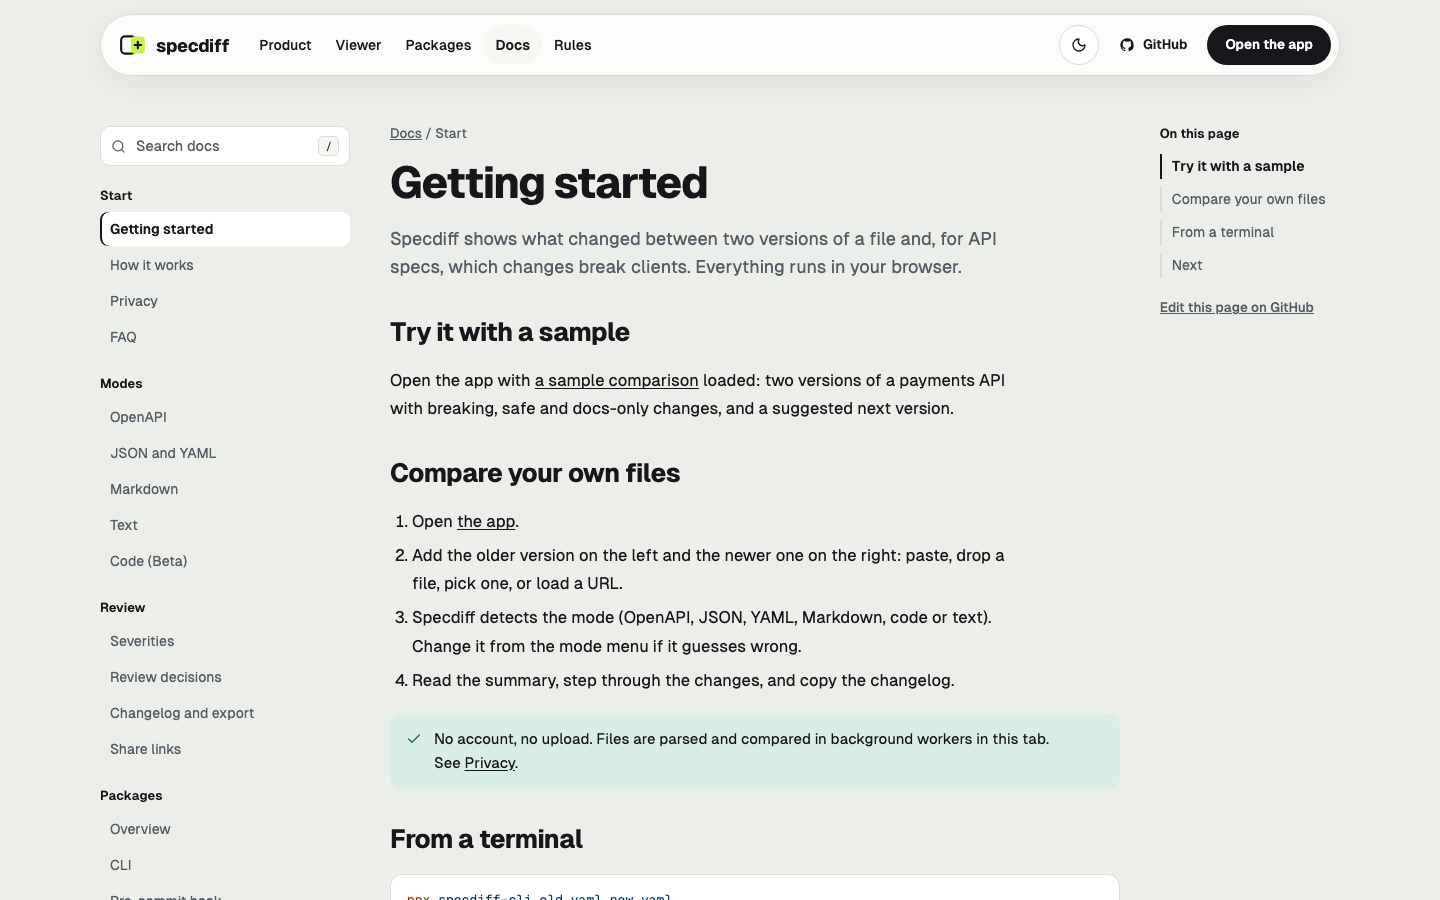 specdiff
Product
Viewer
Packages
Docs
Rules
GitHub
Open the app
Search docs
/
Start
Getting started
How it works
Privacy
FAQ
Modes
OpenAPI
JSON and YAML
Markdown
Text
Code (Beta)
Review
Severities
Review decisions
Changelog and export
Share links
Packages
Overview
CLI
Pre-commit hook
Docs / Start
Getting started
Specdiff shows what changed between two versions of a file and, for API
specs, which changes break clients. Everything runs in your browser.
Try it with a sample
Open the app with a sample comparison loaded: two versions of a payments API
with breaking, safe and docs-only changes, and a suggested next version.
Compare your own files
1. Open the app.
2. Add the older version on the left and the newer one on the right: paste, drop a
file, pick one, or load a URL.
3. Specdiff detects the mode (OpenAPI, JSON, YAML, Markdown, code or text).
Change it from the mode menu if it guesses wrong.
4. Read the summary, step through the changes, and copy the changelog.
No account, no upload. Files are parsed and compared in background workers in this tab.
See Privacy.
From a terminal
npx specdiff-cli old.yaml new.yaml
On this page
Try it with a sample
Compare your own files
From a terminal
Next
Edit this page on GitHub